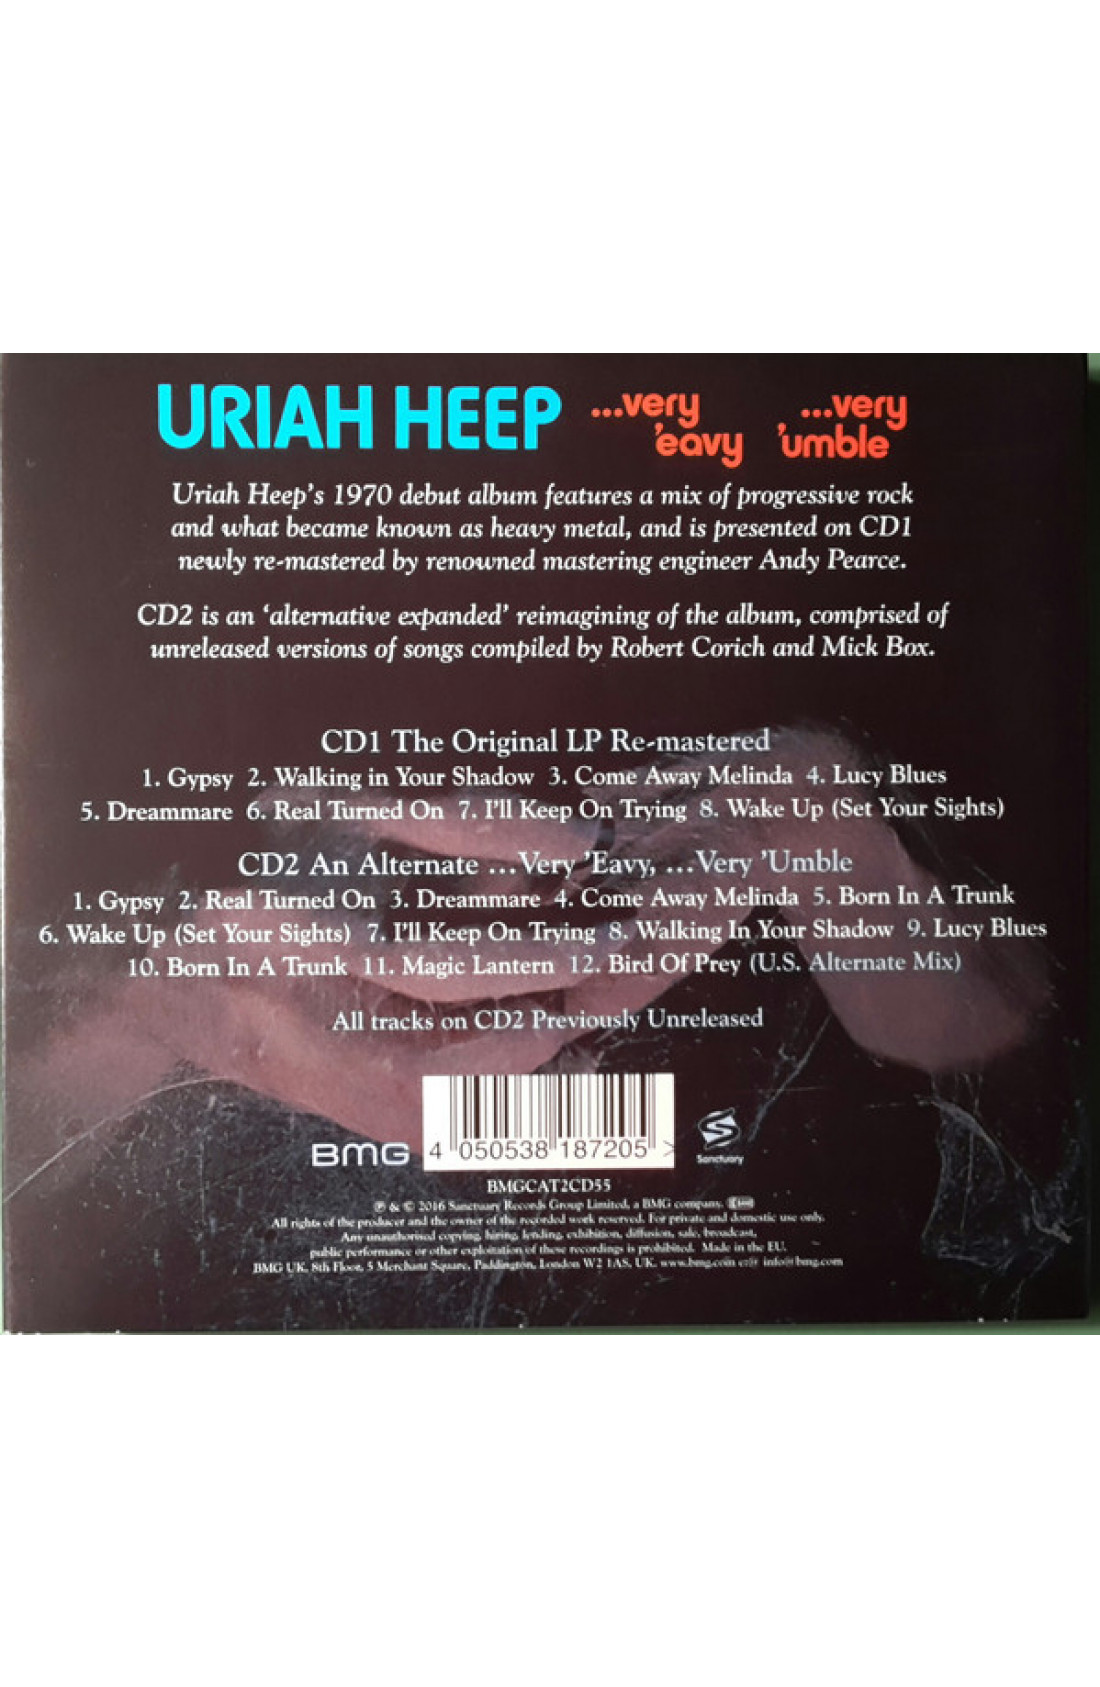 URIAH HEEP ...very 'eavy ...very 'umble
Uriah Heep's 1970 debut album features a mix of progressive rock
and what became known as heavy metal, and is presented on CD1
newly re-mastered by renowned mastering engineer Andy Pearce.
CD2 is an 'alternative expanded' reimagining of the album, comprised of
unreleased versions of songs compiled by Robert Corich and Mick Box.
CD1 The Original LP Re-mastered
1. Gypsy 2. Walking in Your Shadow 3. Come Away Melinda 4. Lucy Blues
5. Dreammare 6. Real Turned On 7. I'll Keep On Trying 8. Wake Up (Set Your Sights)
CD2 An Alternate ...Very 'Eavy, ...Very 'Umble
1. Gypsy 2. Real Turned On 3. Dreammare 4. Come Away Melinda 5. Born In A Trunk
6. Wake Up (Set Your Sights) 7. I'll Keep On Trying 8. Walking In Your Shadow 9. Lucy Blues
10. Born In A Trunk 11. Magic Lantern 12. Bird Of Prey (U.S. Alternate Mix)
All tracks on CD2 Previously Unreleased
BMG 4 050538 187205 > Sanctuary
BMGCAT2CD55
℗ & © 2016 Sanctuary Records Group Limited, a BMG company.
All rights of the producer and the owner of the recorded work reserved. For private and domestic use only.
Any unauthorised copying, hiring, lending, exhibition, diffusion, sale, broadcast,
public performance or other exploitation of these recordings is prohibited. Made in the EU.
BMG UK, 8th Floor, 5 Merchant Square, Paddington, London W2 1AS, UK. www.bmg.com info@bmg.com